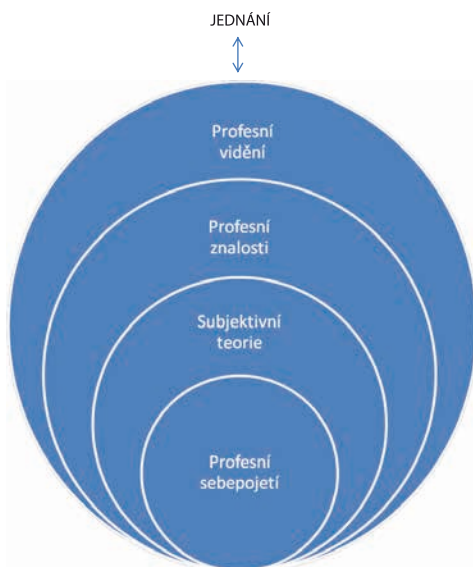 JEDNÁNÍ
Profesní
vidění
Profesní
znalosti
Subjektivní
teorie
Profesní
sebepojetí